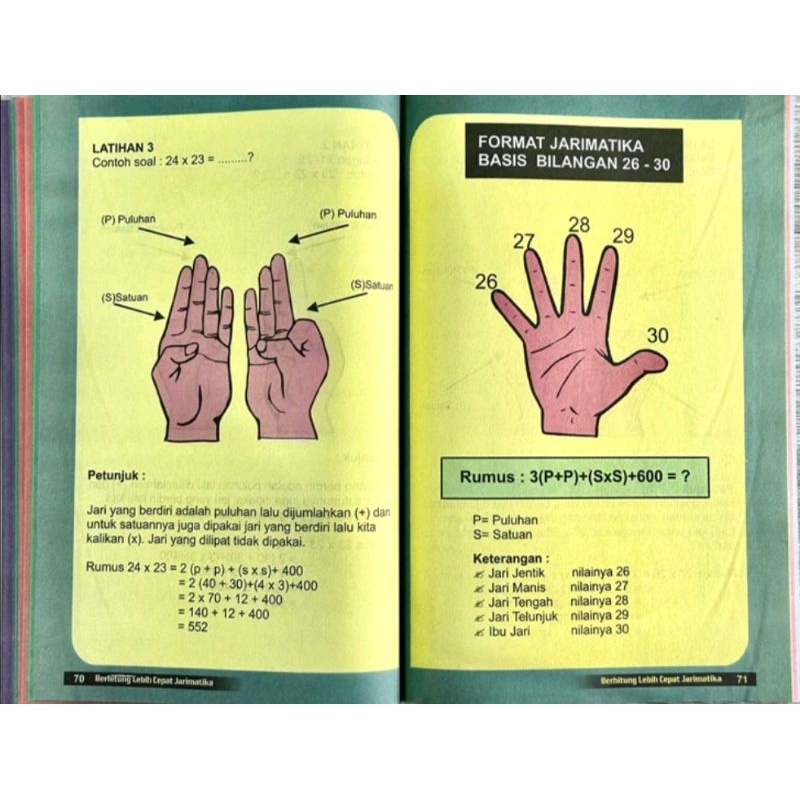 LATIHAN 3
Contoh soal : 24 x 23 = .........?
(P) Puluhan
(P) Puluhan
(S)Satuan
(S)Satuan
Petunjuk :
Jari yang berdiri adalah puluhan lalu dijumlahkan (+) dan
untuk satuannya juga dipakai jari yang berdiri lalu kita
kalikan (x). Jari yang dilipat tidak dipakai.
Rumus 24 x 23 = 2 (p + p) + (s x s)+ 400
= 2 (40 + 30)+(4 x 3)+400
= 2 x 70 + 12 + 400
= 140 + 12 + 400
= 552
70 Berhitung Lebih Cepat Jarimatika
FORMAT JARIMATIKA
BASIS BILANGAN 26 - 30
26
27
28
29
30
Rumus : 3(P+P)+(SxS)+600 = ?
P= Puluhan
S= Satuan
Keterangan :
Jari Jentik nilainya 26
Jari Manis nilainya 27
Jari Tengah nilainya 28
Jari Telunjuk nilainya 29
Ibu Jari nilainya 30
Berhitung Lebih Cepat Jarimatika 71